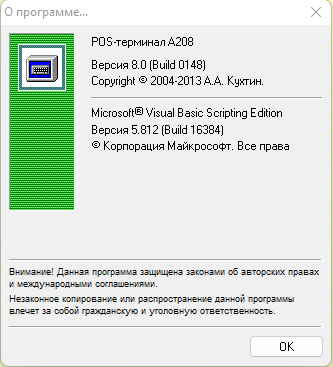 О программе...
POS-терминал A208
Версия 8.0 (Build 0148)
Copyright © 2004-2013 А.А. Кухтин.
Microsoft® Visual Basic Scripting Edition
Версия 5.812 (Build 16384)
© Корпорация Майкрософт. Все права
Внимание! Данная программа защищена законами об авторских правах
и международными соглашениями.
Незаконное копирование или распространие данной программы
влечет за собой гражданскую и уголовную ответственность.
OK